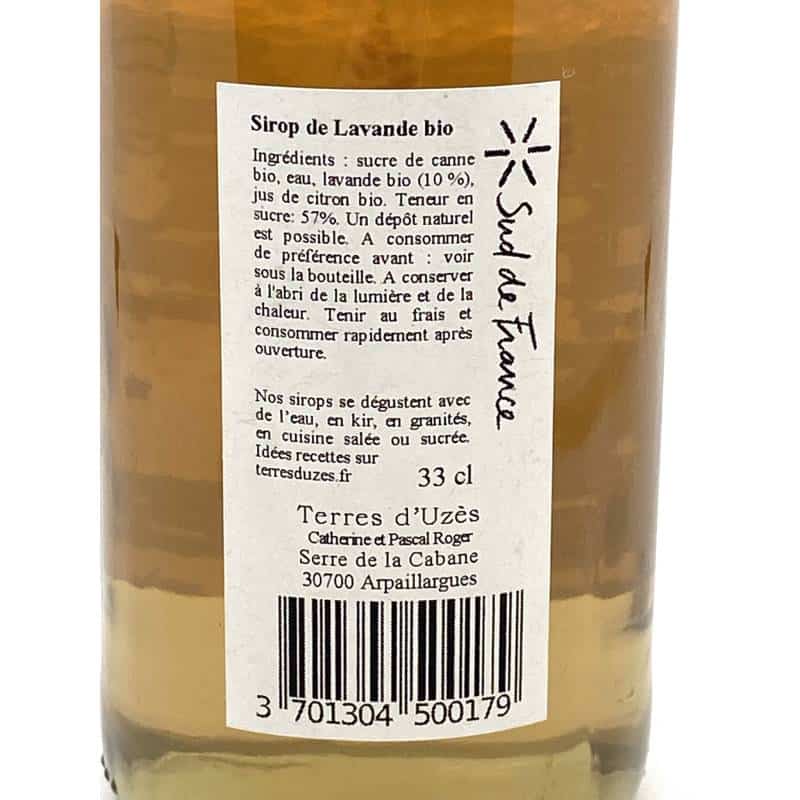 Sirop de Lavande bio
Ingrédients : sucre de canne
bio, eau, lavande bio (10 %),
jus de citron bio. Teneur en
sucre: 57%. Un dépôt naturel
est possible. A consommer
de préférence avant : voir
sous la bouteille. A conserver
à l'abri de la lumière et de la
chaleur. Tenir au frais et
consommer rapidement après
ouverture.
Nos sirops se dégustent avec
de l’eau, en kir, en granités,
en cuisine salée ou sucrée.
Idées recettes sur
terresduzes.fr
33 cl
Sud de France
Terres d’Uzès
Catherine et Pascal Roger
Serre de la Cabane
30700 Arpaillargues
3 701304 500179